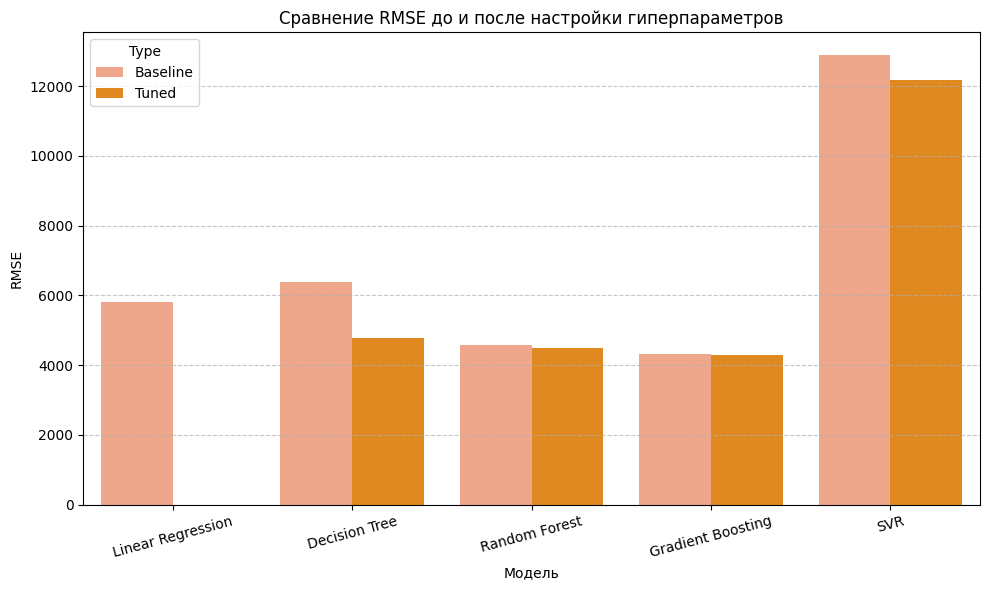 Сравнение RMSE до и после настройки гиперпараметров
Type
Baseline
Tuned
RMSE
12000
10000
8000
6000
4000
2000
0
Linear Regression
Decision Tree
Random Forest
Gradient Boosting
SVR
Модель